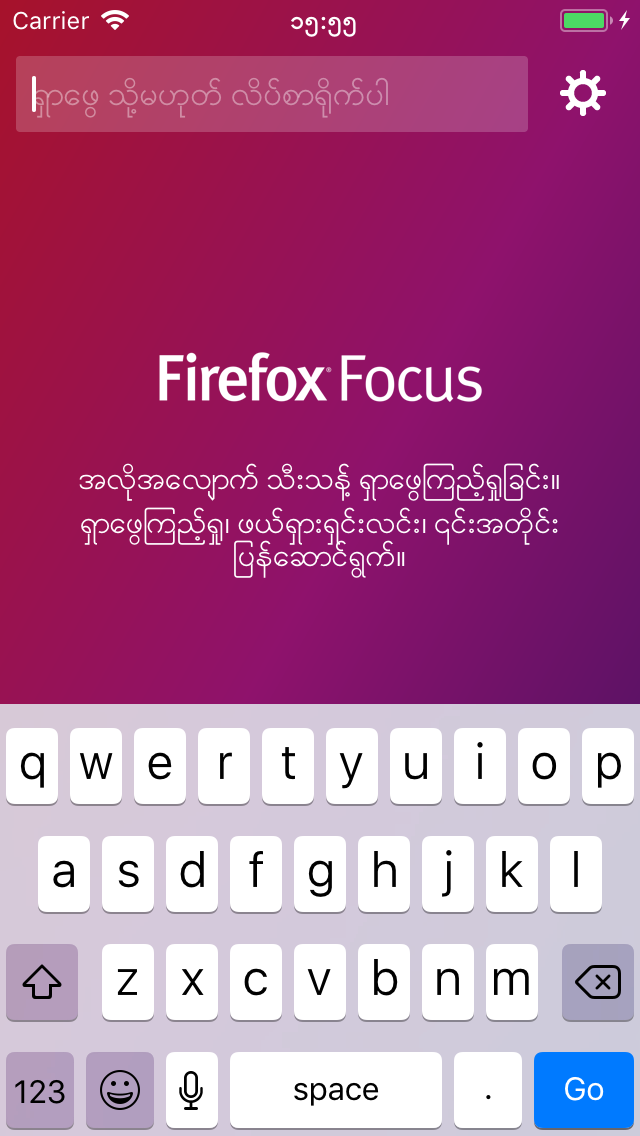 Carrier ၁၅:၅၅
ရှာဖွေ သို့မဟုတ် လိပ်စာရိုက်ပါ
Firefox® Focus
အလိုအလျောက် သီးသန့် ရှာဖွေကြည့်ရှုခြင်း။
ရှာဖွေကြည့်ရှု၊ ဖယ်ရှားရှင်းလင်း၊ ၎င်းအတိုင်း
ပြန်ဆောင်ရွက်။
q w e r t y u i o p
a s d f g h j k l
z x c v b n m
123 space . Go